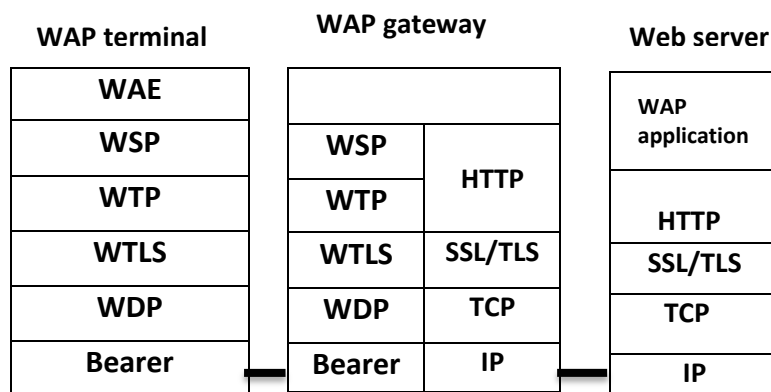 WAP terminal
WAE
WSP
WTP
WTLS
WDP
Bearer
WAP gateway
WSP
WTP
WTLS
WDP
Bearer
HTTP
SSL/TLS
TCP
IP
Web server
WAP
application
HTTP
SSL/TLS
TCP
IP